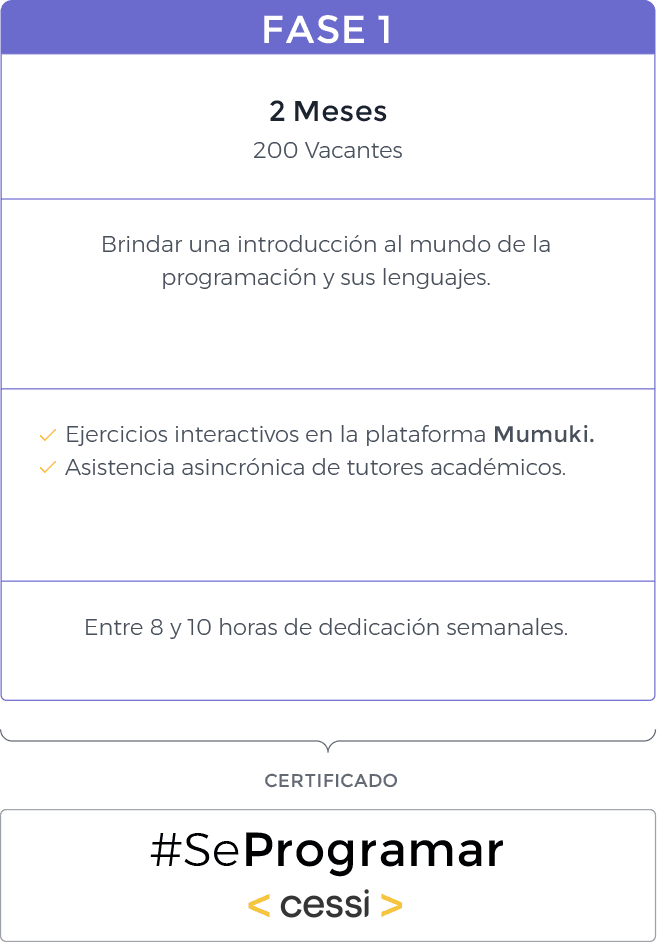 FASE 1
2 Meses
200 Vacantes
Brindar una introducción al mundo de la
programación y sus lenguajes.
Ejercicios interactivos en la plataforma Mumuki.
Asistencia asincrónica de tutores académicos.
Entre 8 y 10 horas de dedicación semanales.
CERTIFICADO
#SeProgramar
< cessi >